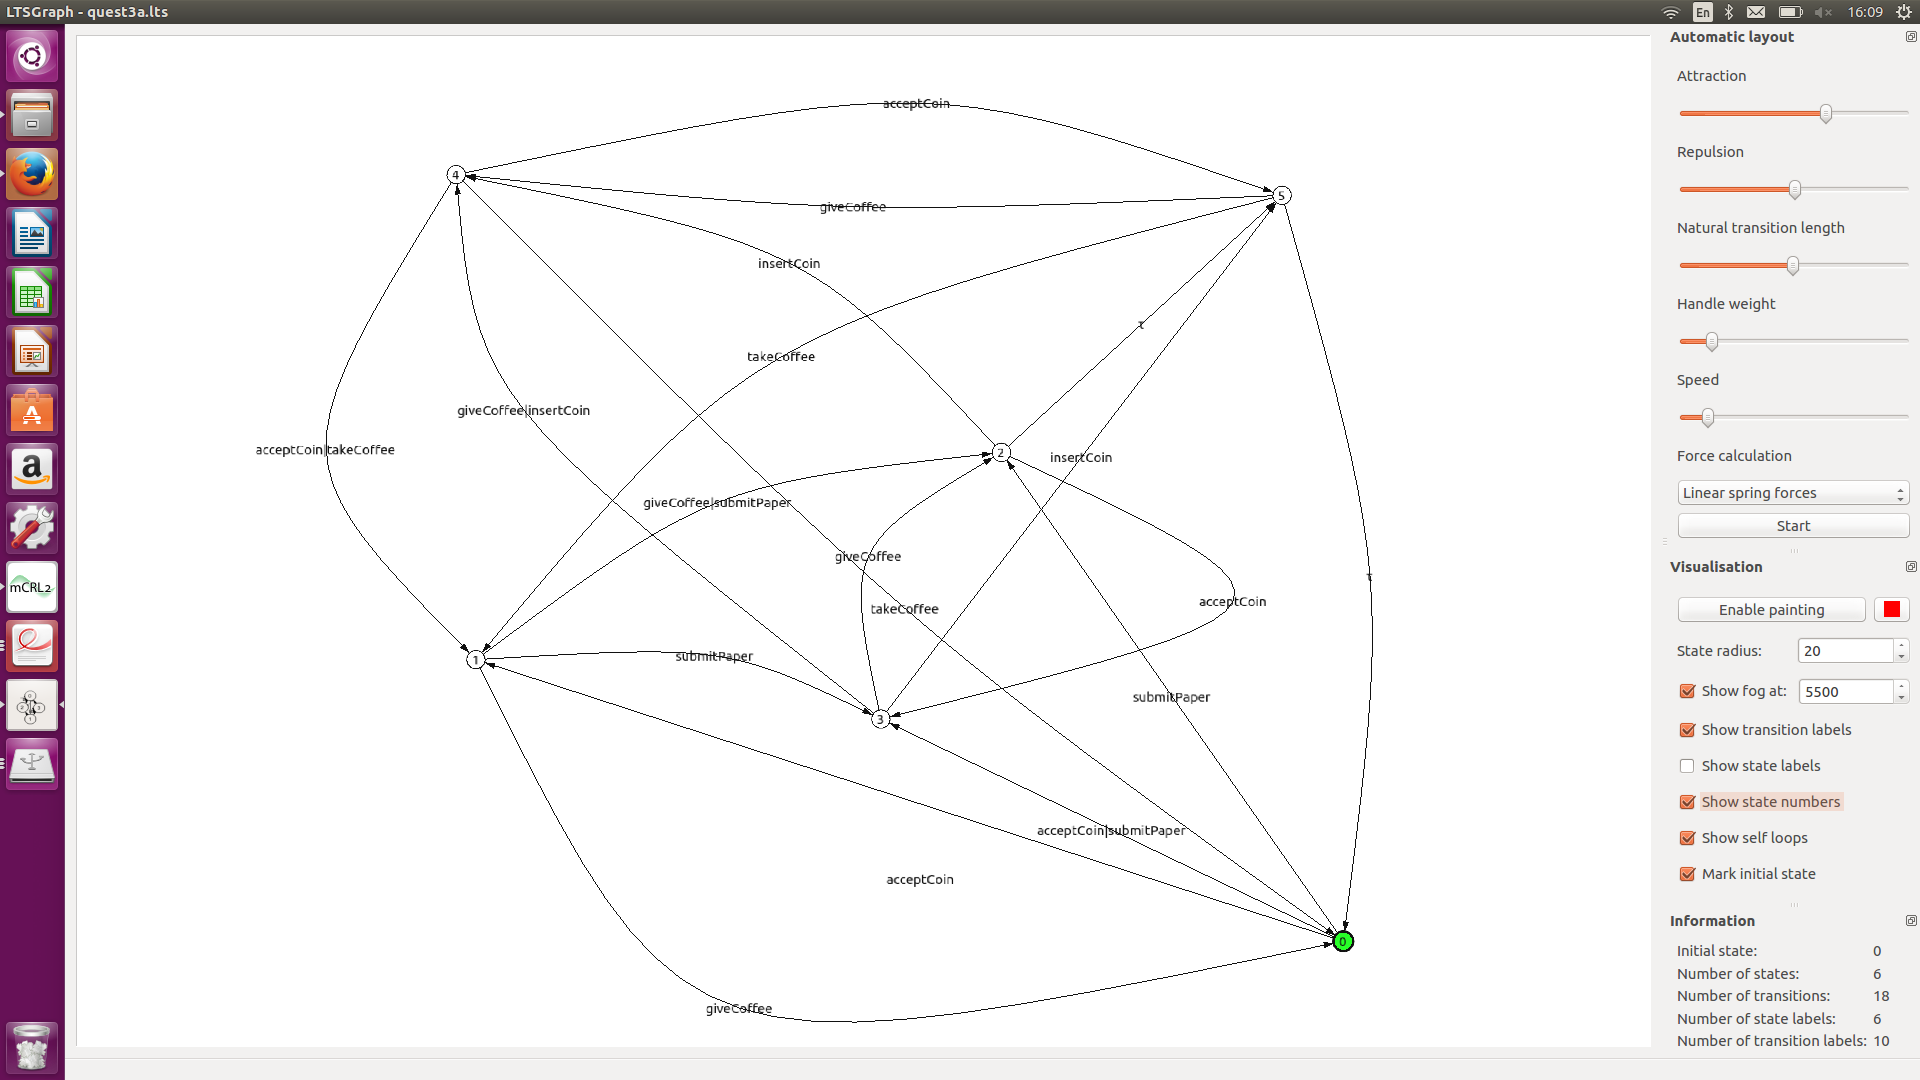 LTSGraph - quest3a.lts
En
16:09
acceptCoin
4
5
giveCoffee
insertCoin
τ
takeCoffee
giveCoffee|insertCoin
acceptCoin|takeCoffee
2
insertCoin
giveCoffee|submitPaper
giveCoffee
τ
acceptCoin
takeCoffee
submitPaper
1
submitPaper
3
acceptCoin|submitPaper
acceptCoin
0
giveCoffee
a
mCRL2
Automatic layout
Attraction
Repulsion
Natural transition length
Handle weight
Speed
Force calculation
Linear spring forces
Start
Visualisation
Enable painting
State radius: 20
Show fog at: 5500
Show transition labels
Show state labels
Show state numbers
Show self loops
Mark initial state
Information
Initial state: 0
Number of states: 6
Number of transitions: 18
Number of state labels: 6
Number of transition labels: 10